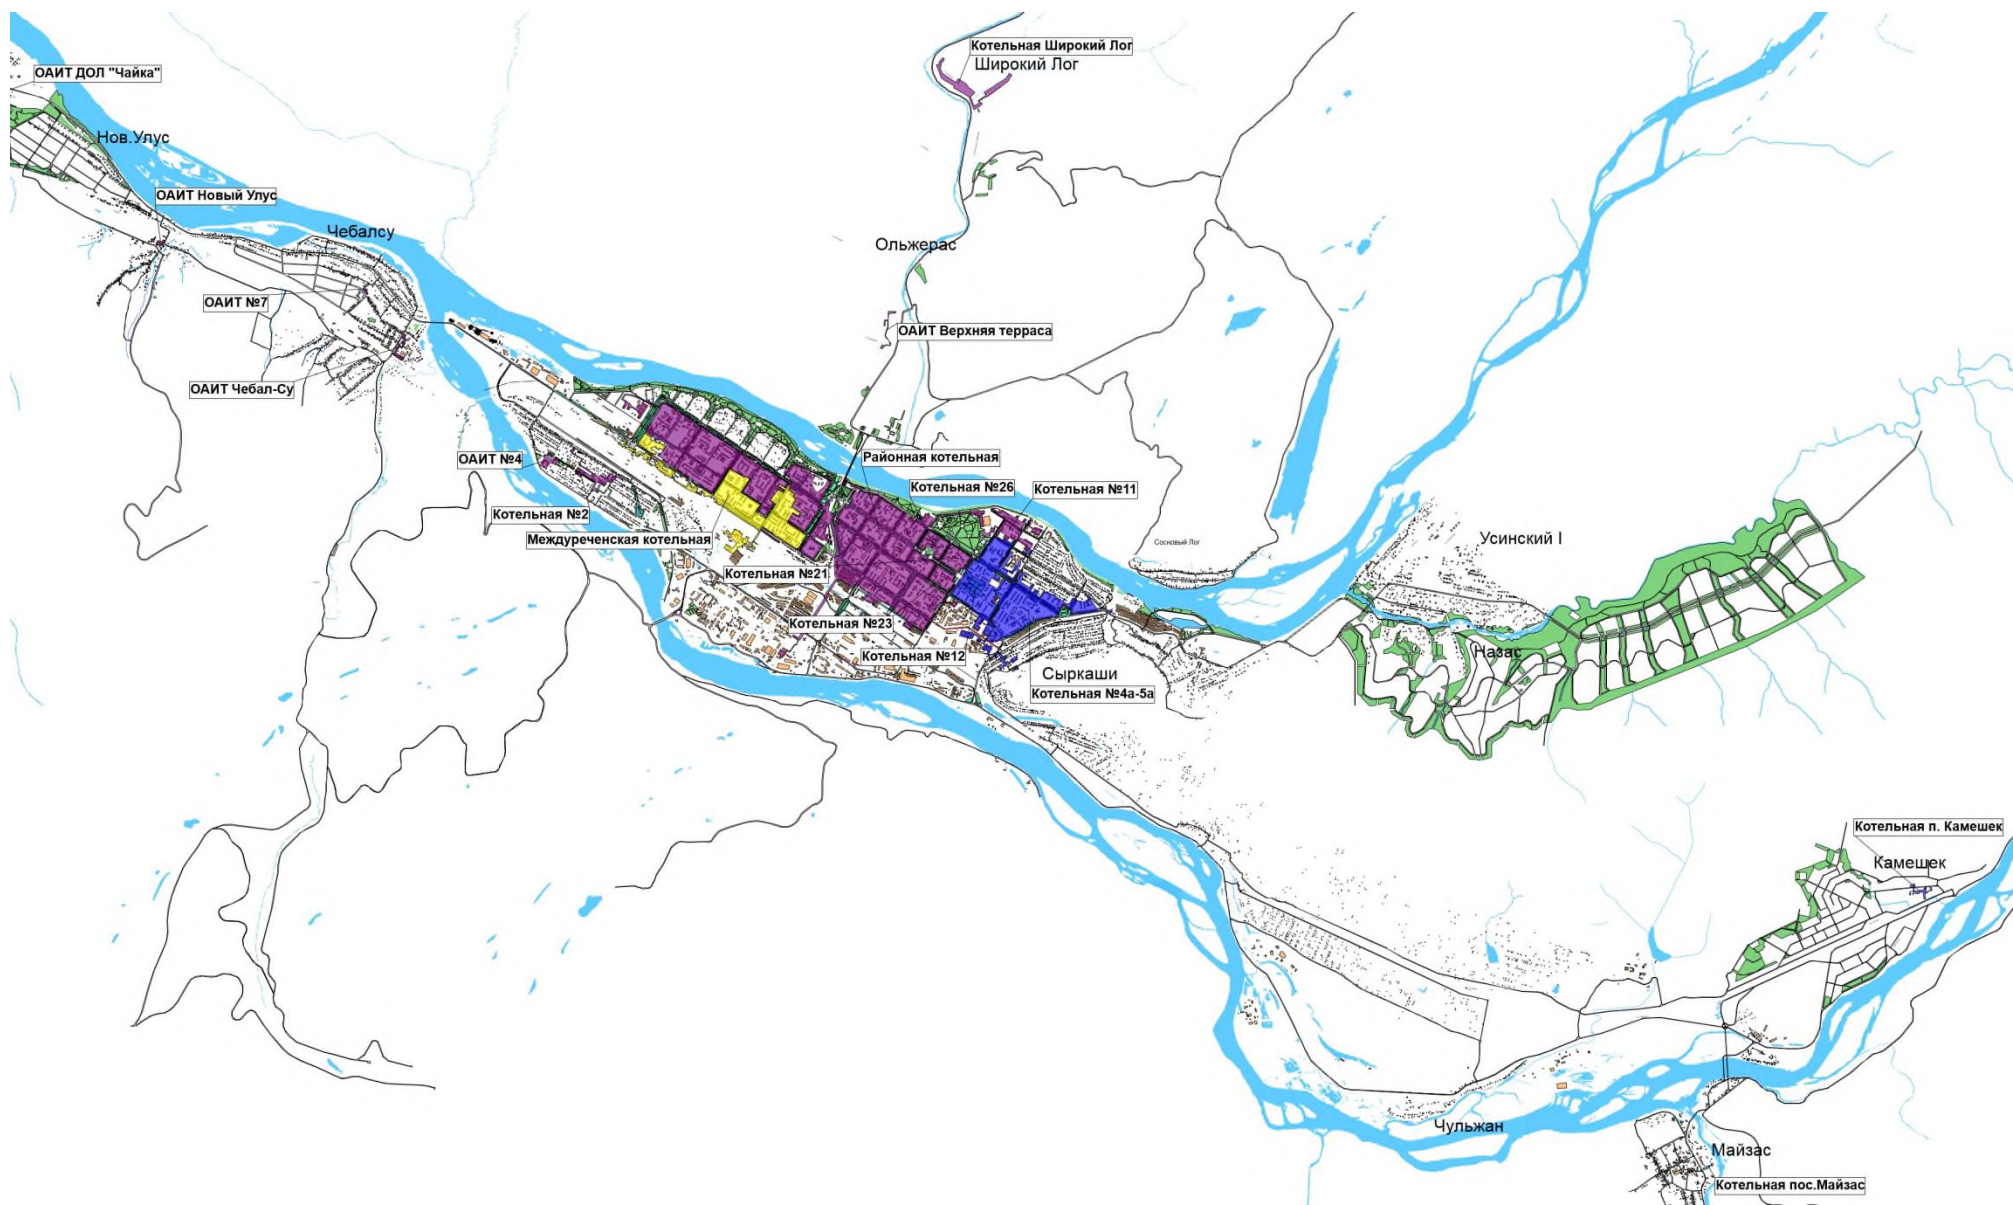 Котельная Широкий Лог
Широкий Лог
ОАИТ ДОЛ "Чайка"
Нов.Улус
ОАИТ Новый Улус
Чебалсу
Ольжерас
ОАИТ №7
ОАИТ Верхняя терраса
ОАИТ Чебал-Су
ОАИТ №4
Районная котельная
Котельная №26
Котельная №11
Котельная №2
Междуреченская котельная
Сосновый Лог
Усинский I
Котельная №21
Котельная №23
Котельная №12
Назас
Сыркаши
Котельная №4а-5а
Котельная п. Камешек
Камешек
Чульжан
Майзас
Котельная пос.Майзас